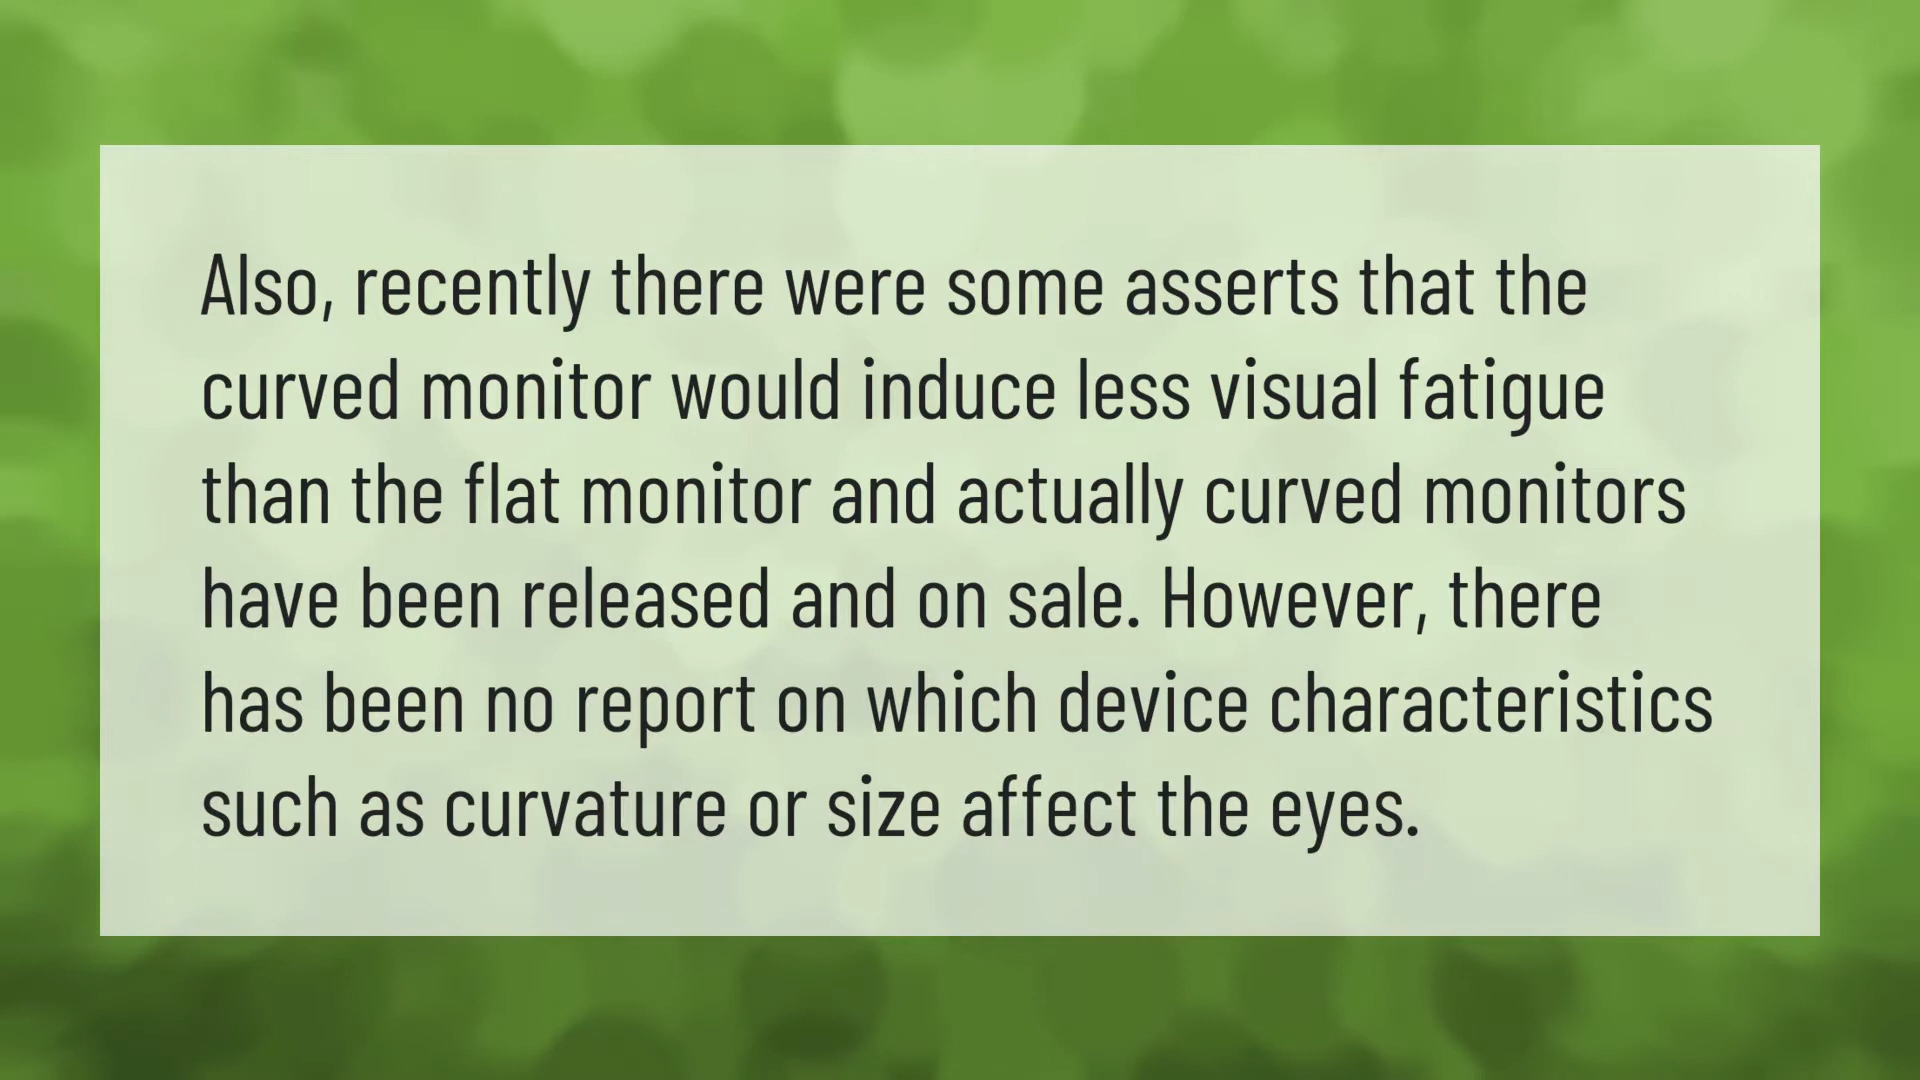 Also, recently there were some asserts that the
curved monitor would induce less visual fatigue
than the flat monitor and actually curved monitors
have been released and on sale. However, there
has been no report on which device characteristics
such as curvature or size affect the eyes.